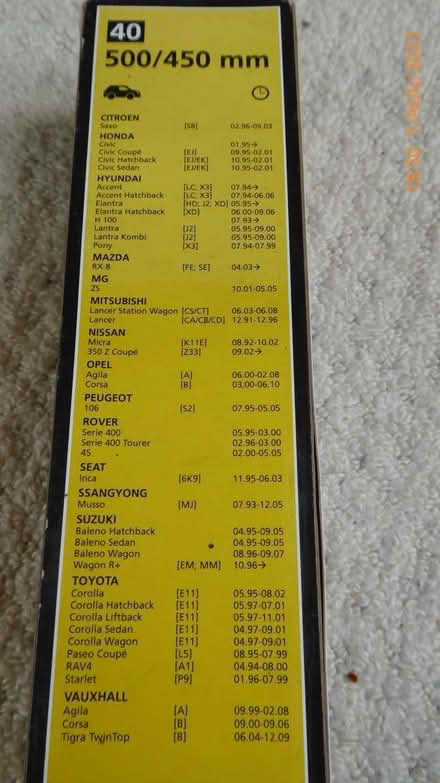 40
500/450 mm
CITROEN
Saxo [S8] 02.96-09.03
HONDA
Civic 01.95→
Civic Coupé [EJ] 09.95-02.01
Civic Hatchback [EJ/EK] 10.95-02.01
Civic Sedan [EJ/EK] 10.95-02.01
HYUNDAI
Accent [LC, X3] 07.94→
Accent Hatchback [LC, X3] 07.94-06.06
Elantra [HD; J2; XD] 05.95→
Elantra Hatchback [XD] 06.00-09.06
H 100 07.93→
Lantra [J2] 05.95-09.00
Lantra Kombi [J2] 05.95-09.00
Pony [X3] 07.94-07.99
MAZDA
RX-8 [FE; SE] 04.03→
MG
ZS 10.01-05.05
MITSUBISHI
Lancer Station Wagon [CS/CT] 06.03-06.08
Lancer [CA/CB/CD] 12.91-12.96
NISSAN
Micra [K11E] 08.92-10.02
350 Z Coupé [Z33] 09.02→
OPEL
Agila [A] 06.00-02.08
Corsa [B] 03.00-06.10
PEUGEOT
106 [S2] 07.95-05.05
ROVER
Serie 400 05.95-03.00
Serie 400 Tourer 02.96-03.00
45 02.00-05.05
SEAT
Inca [6K9] 11.95-06.03
SSANGYONG
Musso [MJ] 07.93-12.05
SUZUKI
Baleno Hatchback 04.95-09.05
Baleno Sedan 04.95-09.05
Baleno Wagon 08.96-09.07
Wagon R+ [EM; MM] 10.96→
TOYOTA
Corolla [E11] 05.95-08.02
Corolla Hatchback [E11] 05.97-07.01
Corolla Liftback [E11] 05.97-11.01
Corolla Sedan [E11] 04.97-09.01
Corolla Wagon [E11] 04.97-09.01
Paseo Coupé [L5] 08.95-07.99
RAV4 [A1] 04.94-08.00
Starlet [P9] 01.96-07.99
VAUXHALL
Agila [A] 09.99-02.08
Corsa [B] 09.00-09.06
Tigra TwinTop [B] 06.04-12.09